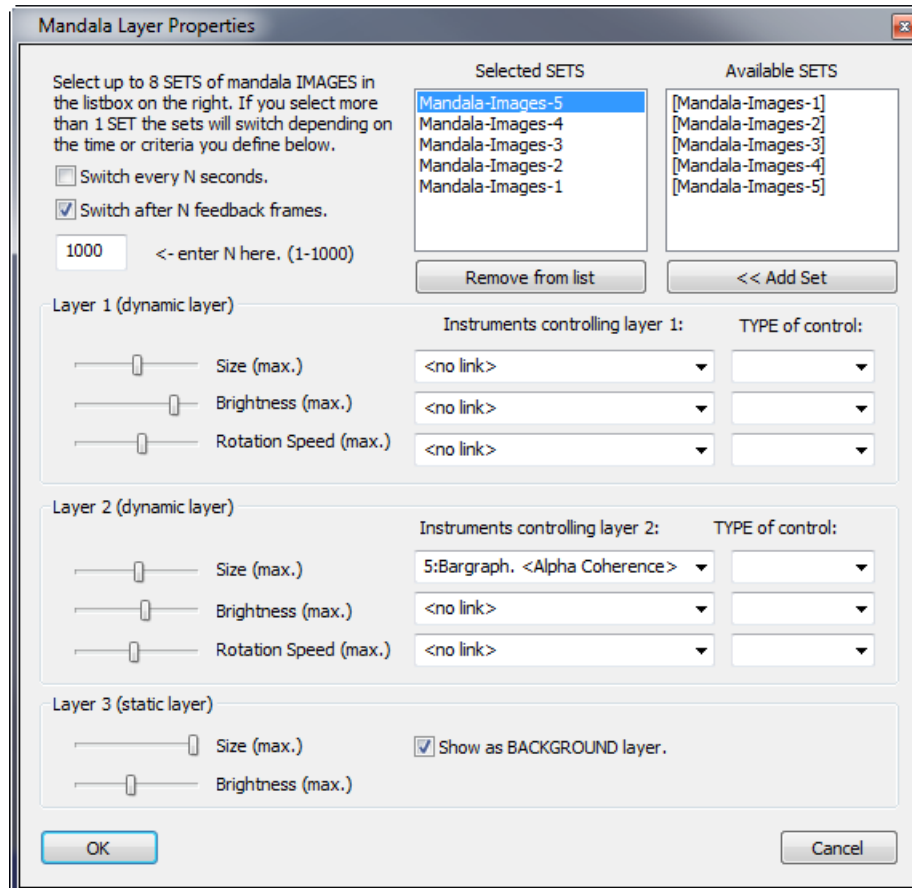 Mandala Layer Properties
Select up to 8 SETS of mandala IMAGES in
the listbox on the right. If you select more
than 1 SET the sets will switch depending on
the time or criteria you define below.
Switch every N seconds.
Switch after N feedback frames.
1000 <- enter N here. (1-1000)
Selected SETS
Mandala-Images-5
Mandala-Images-4
Mandala-Images-3
Mandala-Images-2
Mandala-Images-1
Remove from list
Available SETS
[Mandala-Images-1]
[Mandala-Images-2]
[Mandala-Images-3]
[Mandala-Images-4]
[Mandala-Images-5]
<< Add Set
Layer 1 (dynamic layer)
Instruments controlling layer 1: TYPE of control:
Size (max.) <no link>
Brightness (max.) <no link>
Rotation Speed (max.) <no link>
Layer 2 (dynamic layer)
Instruments controlling layer 2: TYPE of control:
Size (max.) 5:Bargraph. <Alpha Coherence>
Brightness (max.) <no link>
Rotation Speed (max.) <no link>
Layer 3 (static layer)
Size (max.) Show as BACKGROUND layer.
Brightness (max.)
OK Cancel